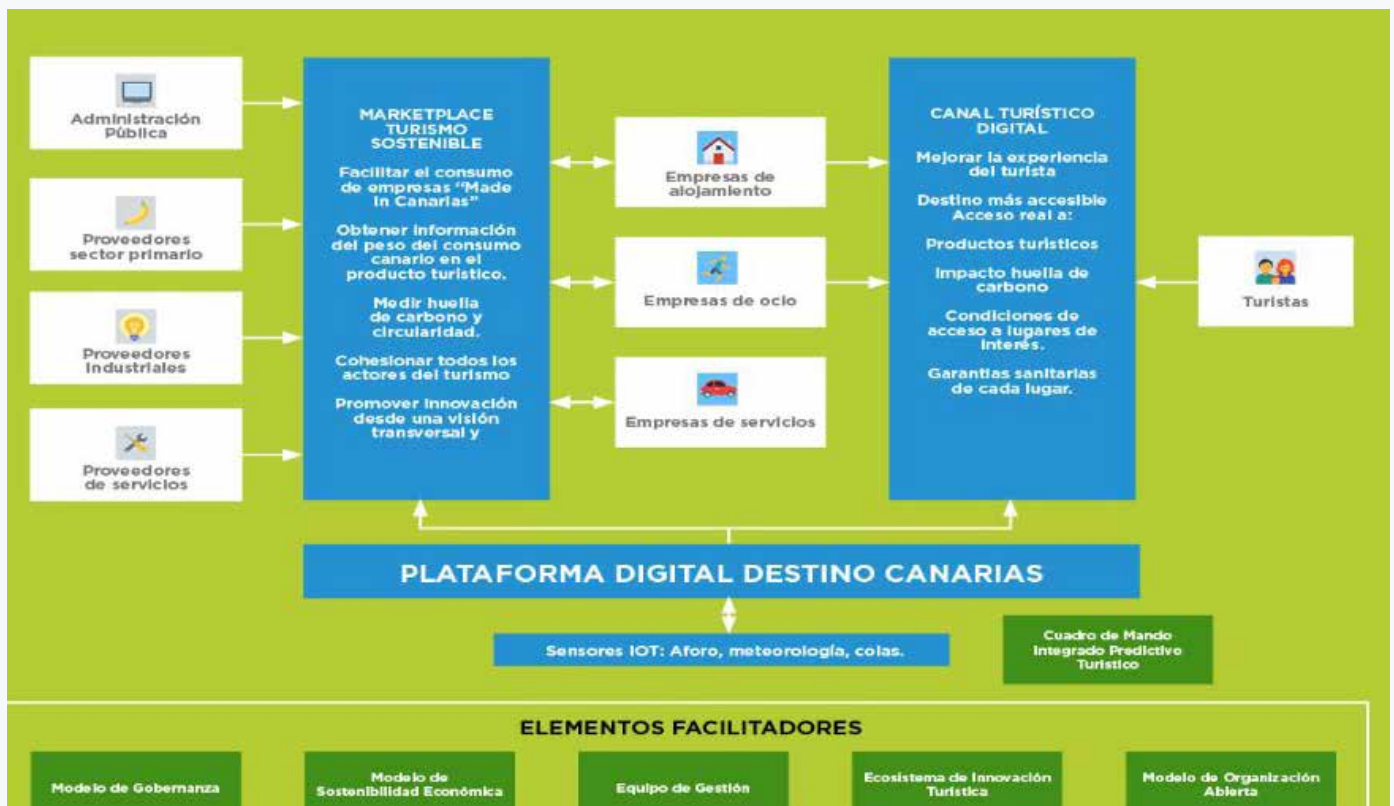 Administración
Pública
Proveedores
sector primario
Proveedores
Industriales
Proveedores
de servicios
MARKETPLACE
TURISMO
SOSTENIBLE
Facilitar el consumo
de empresas “Made
In Canarias”
Obtener información
del peso del consumo
canario en el
producto turistico.
Medir huella
de carbono y
circularidad.
Cohesionar todos los
actores del turismo
Promover Innovación
desde una visión
transversal y
Empresas de
alojamiento
Empresas de ocio
Empresas de servicios
CANAL TURÍSTICO
DIGITAL
Mejorar la experiencia
del turista
Destino más accesible
Acceso real a:
Productos turisticos
Impacto huella de
carbono
Condiciones de
acceso a lugares de
Interés.
Garantias sanitarias
de cada lugar.
Turistas
PLATAFORMA DIGITAL DESTINO CANARIAS
Sensores IOT: Aforo, meteorología, colas.
Cuadro de Mando
Integrado Predictivo
Turistico
ELEMENTOS FACILITADORES
Modelo de Gobernanza
Modelo de
Sostenibilidad Económica
Equipo de Gestión
Ecosistema de Innovación
Turistica
Modelo de Organización
Abierta